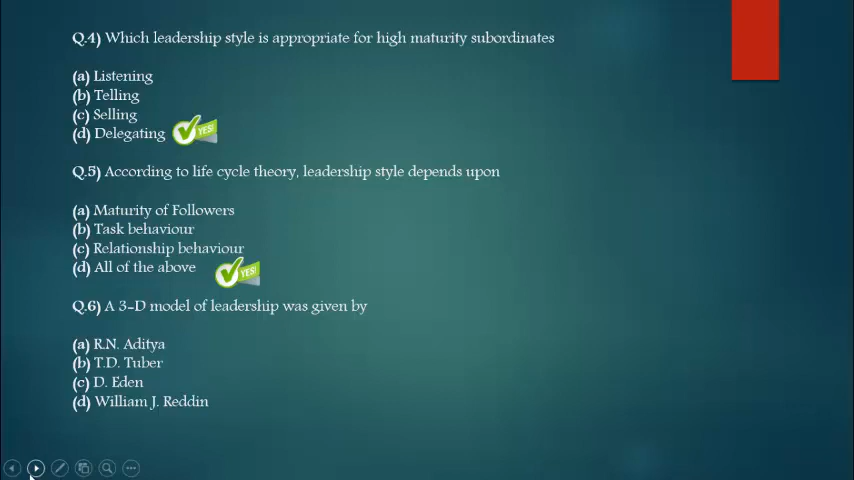 Q.4) Which leadership style is appropriate for high maturity subordinates
(a) Listening
(b) Telling
(c) Selling
(d) Delegating YES!
Q.5) According to life cycle theory, leadership style depends upon
(a) Maturity of Followers
(b) Task behaviour
(c) Relationship behaviour
(d) All of the above YES!
Q.6) A 3-D model of leadership was given by
(a) R.N. Aditya
(b) T.D. Tuber
(c) D. Eden
(d) William J. Reddin